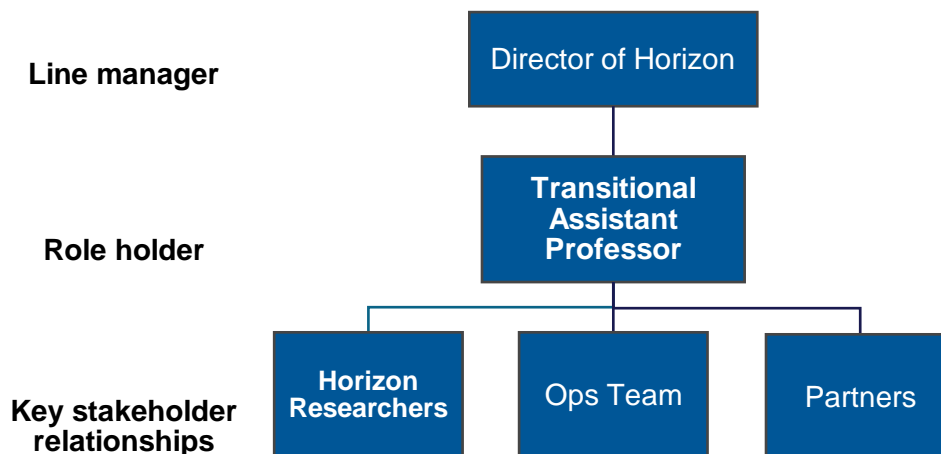 Line manager
Director of Horizon
Role holder
Transitional
Assistant
Professor
Key stakeholder
relationships
Horizon
Researchers
Ops Team
Partners